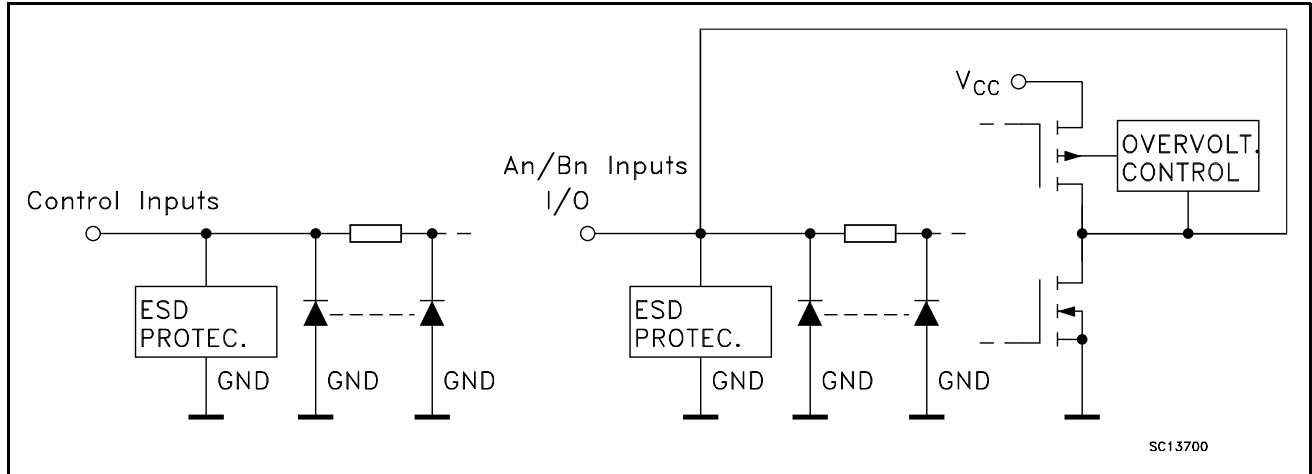 Control Inputs
ESD
PROTEC.
GND
GND
GND
An/Bn Inputs
I/O
ESD
PROTEC.
GND
GND
GND
VCC
OVERVOLT.
CONTROL
SC13700